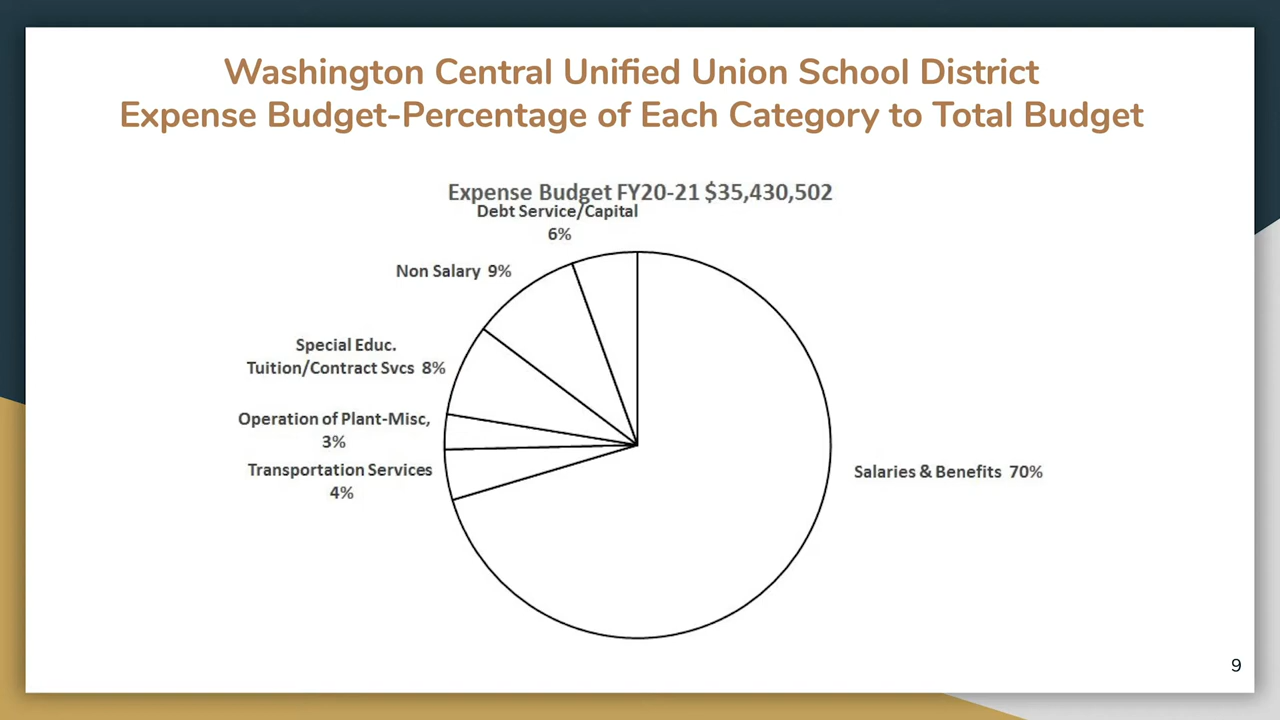 Washington Central Unified Union School District
Expense Budget-Percentage of Each Category to Total Budget
Expense Budget FY20-21 $35,430,502
Debt Service/Capital
6%
Non Salary 9%
Special Educ.
Tuition/Contract Svcs 8%
Operation of Plant-Misc,
3%
Transportation Services
4%
Salaries & Benefits 70%
9